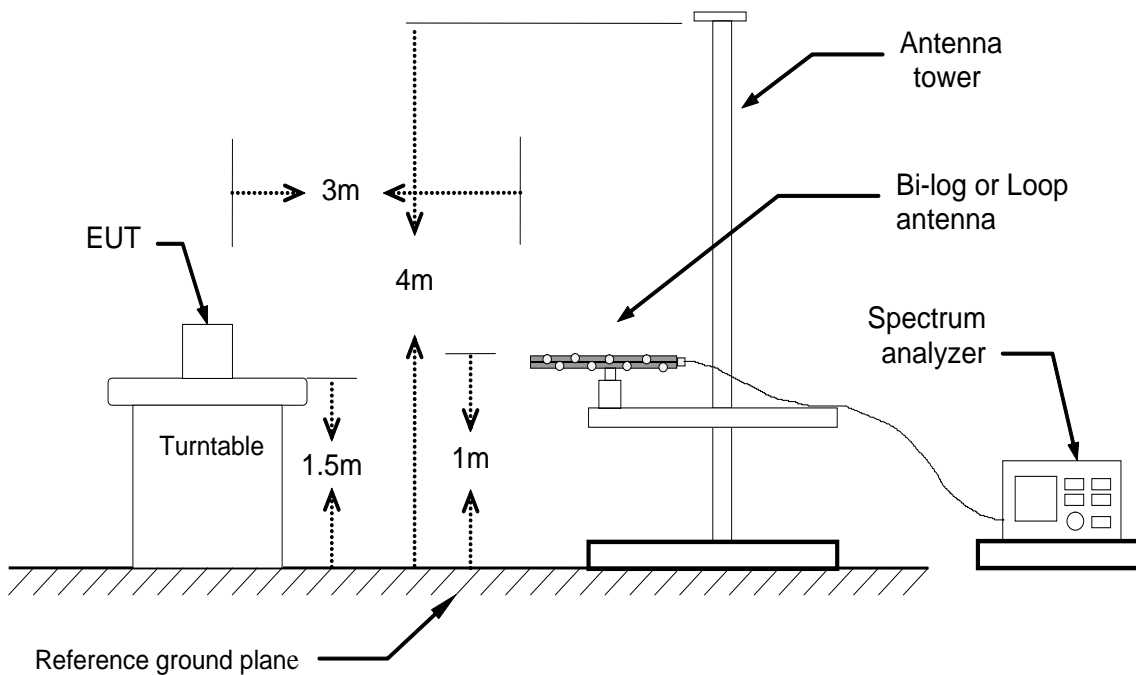 Antenna
tower
3m
Bi-log or Loop
antenna
EUT
4m
Spectrum
analyzer
Turntable
1.5m
1m
Reference ground plane